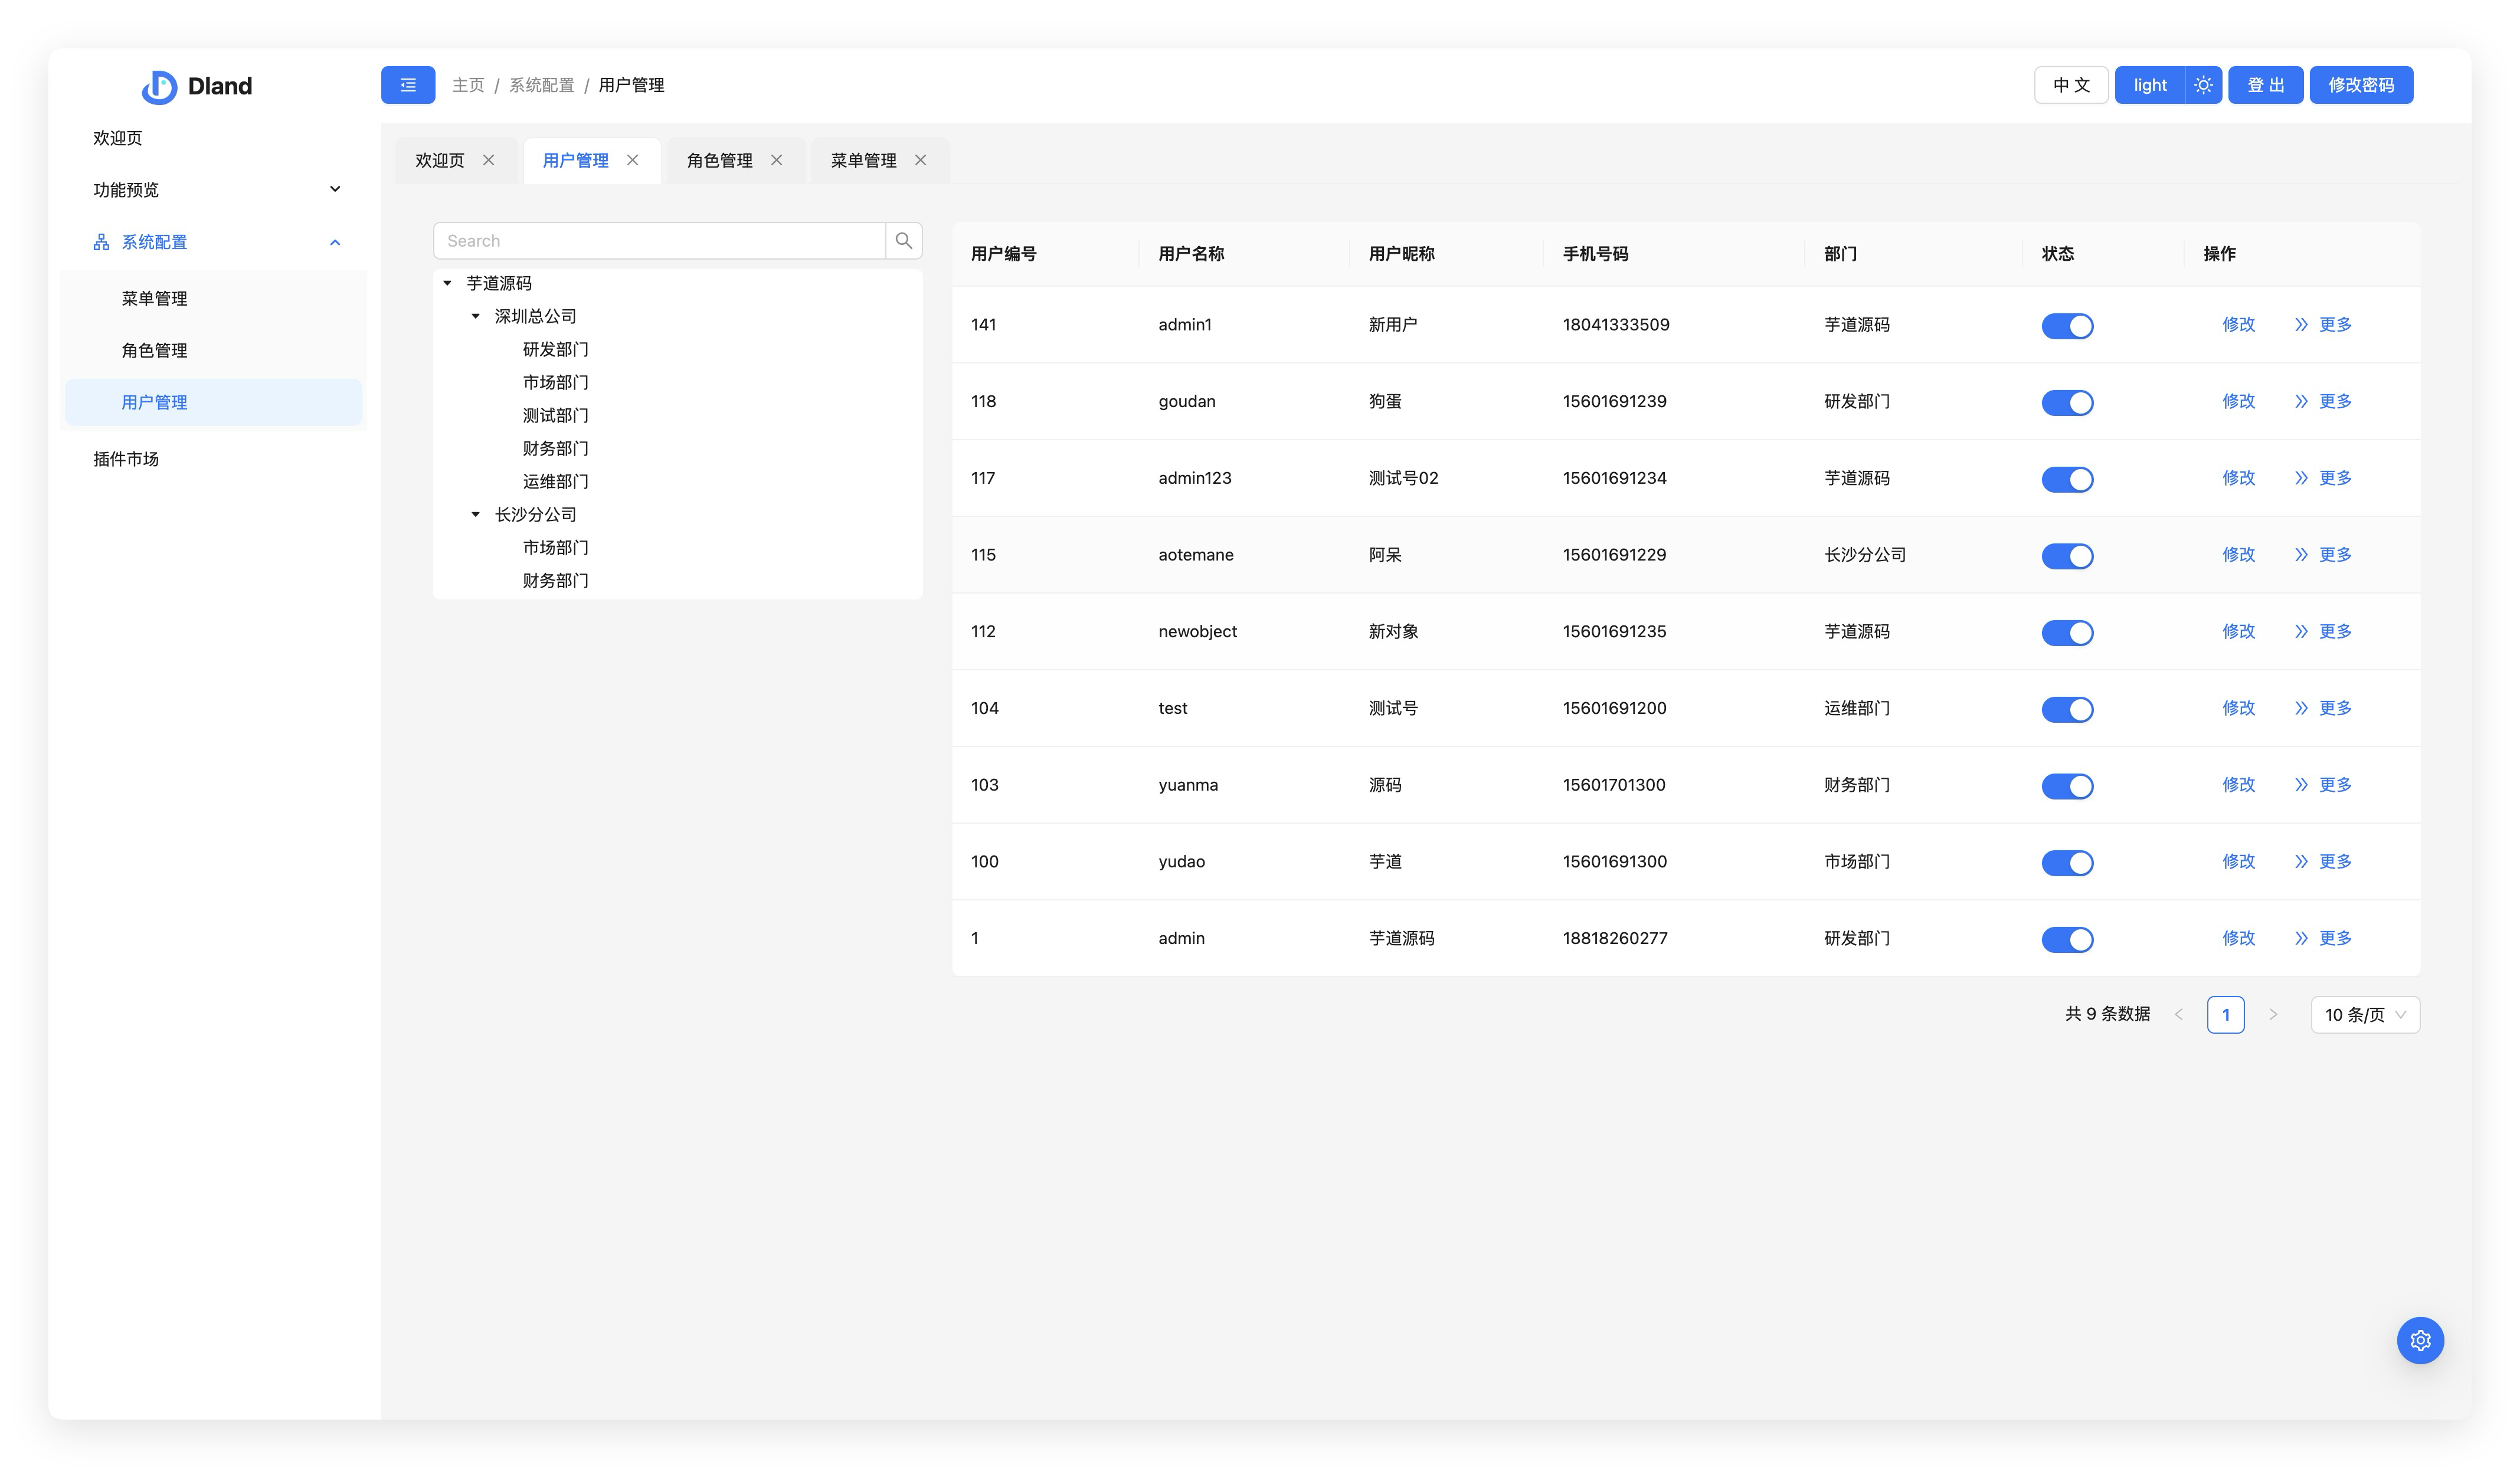 Dland
主页 / 系统配置 / 用户管理
中 文 light 登 出 修改密码
欢迎页
功能预览
系统配置
菜单管理
角色管理
用户管理
插件市场
欢迎页 用户管理 角色管理 菜单管理
Search
芋道源码
深圳总公司
研发部门
市场部门
测试部门
财务部门
运维部门
长沙分公司
市场部门
财务部门
用户编号 用户名称 用户昵称 手机号码 部门 状态 操作
141 admin1 新用户 18041333509 芋道源码 修改 更多
118 goudan 狗蛋 15601691239 研发部门 修改 更多
117 admin123 测试号02 15601691234 芋道源码 修改 更多
115 aotemane 阿呆 15601691229 长沙分公司 修改 更多
112 newobject 新对象 15601691235 芋道源码 修改 更多
104 test 测试号 15601691200 运维部门 修改 更多
103 yuanma 源码 15601701300 财务部门 修改 更多
100 yudao 芋道 15601691300 市场部门 修改 更多
1 admin 芋道源码 18818260277 研发部门 修改 更多
共 9 条数据 < 1 > 10 条/页